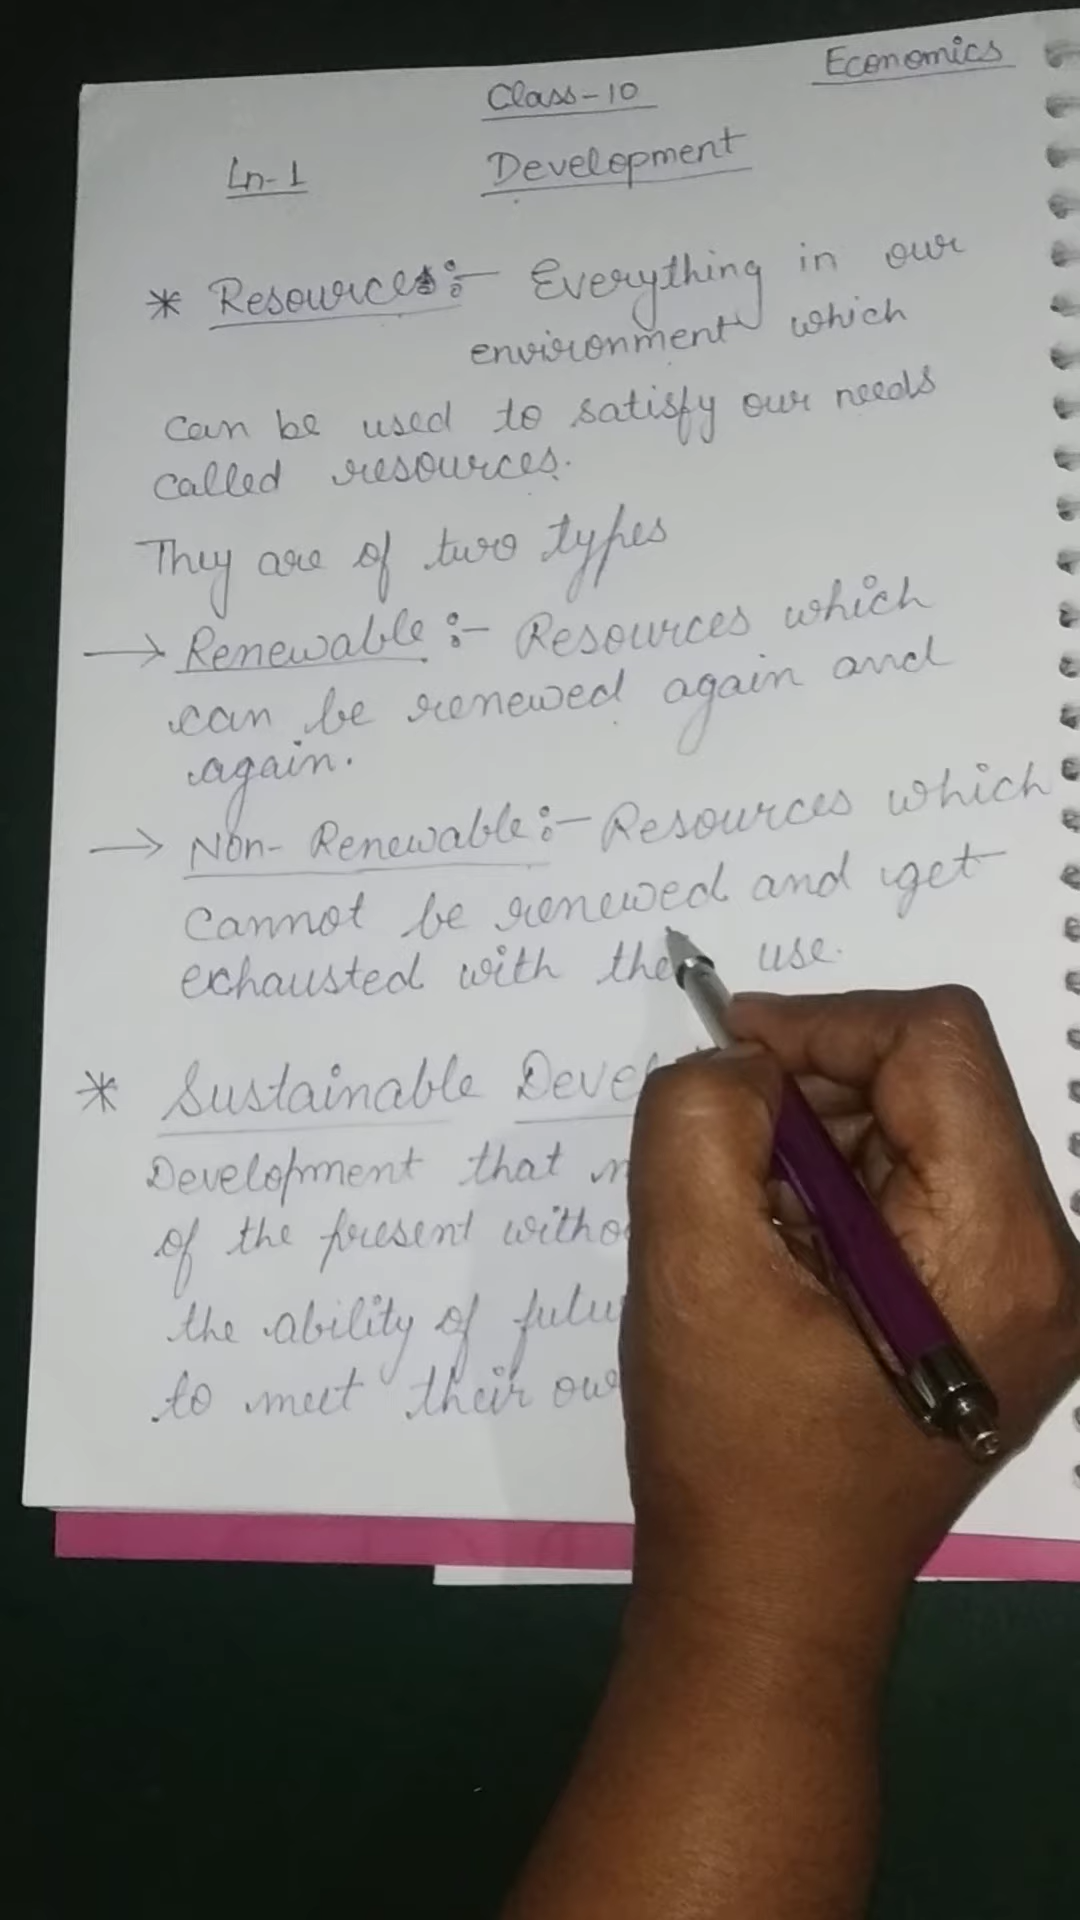 Economics
Class-10
Ln-1 Development
* Resources:- Everything in our
environment which
can be used to satisfy our needs
called resources.
They are of two types
→ Renewable:- Resources which
can be renewed again and
again.
→ Non-Renewable:- Resources which
cannot be renewed and get
exhausted with the use.
* Sustainable
Development that
of the present
the ability of
to meet their